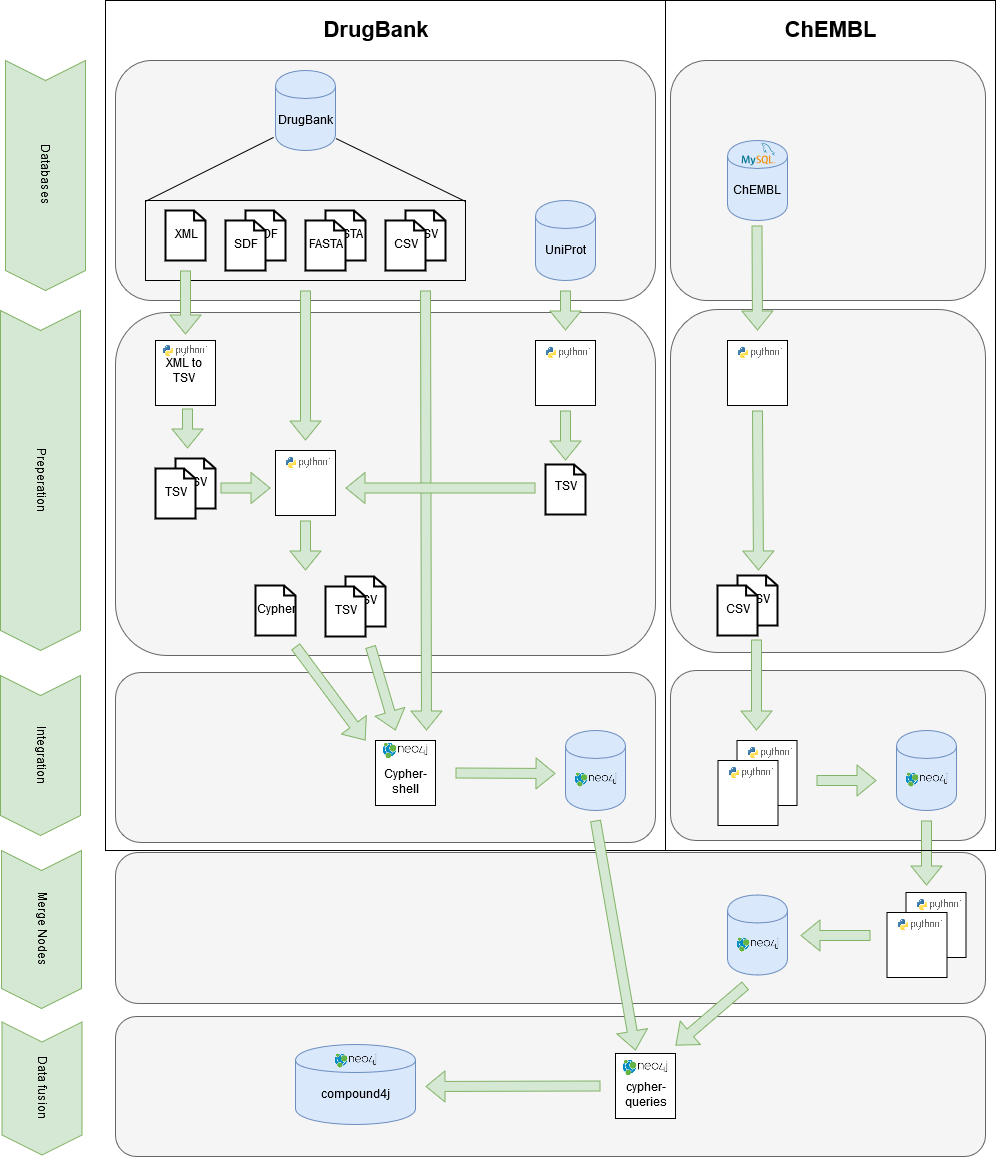 DrugBank
ChEMBL
Databases
DrugBank
XML
SDF
DF
FASTA
STA
CSV
SV
UniProt
MySQL
ChEMBL
Preperation
python
XML to
TSV
python
python
TSV
SV
python
TSV
Cypher
TSV
SV
CSV
SV
Integration
neo4j
Cypher-
shell
neo4j
python
python
neo4j
Merge Nodes
neo4j
python
python
Data fusion
neo4j
compound4j
neo4j
cypher-
queries